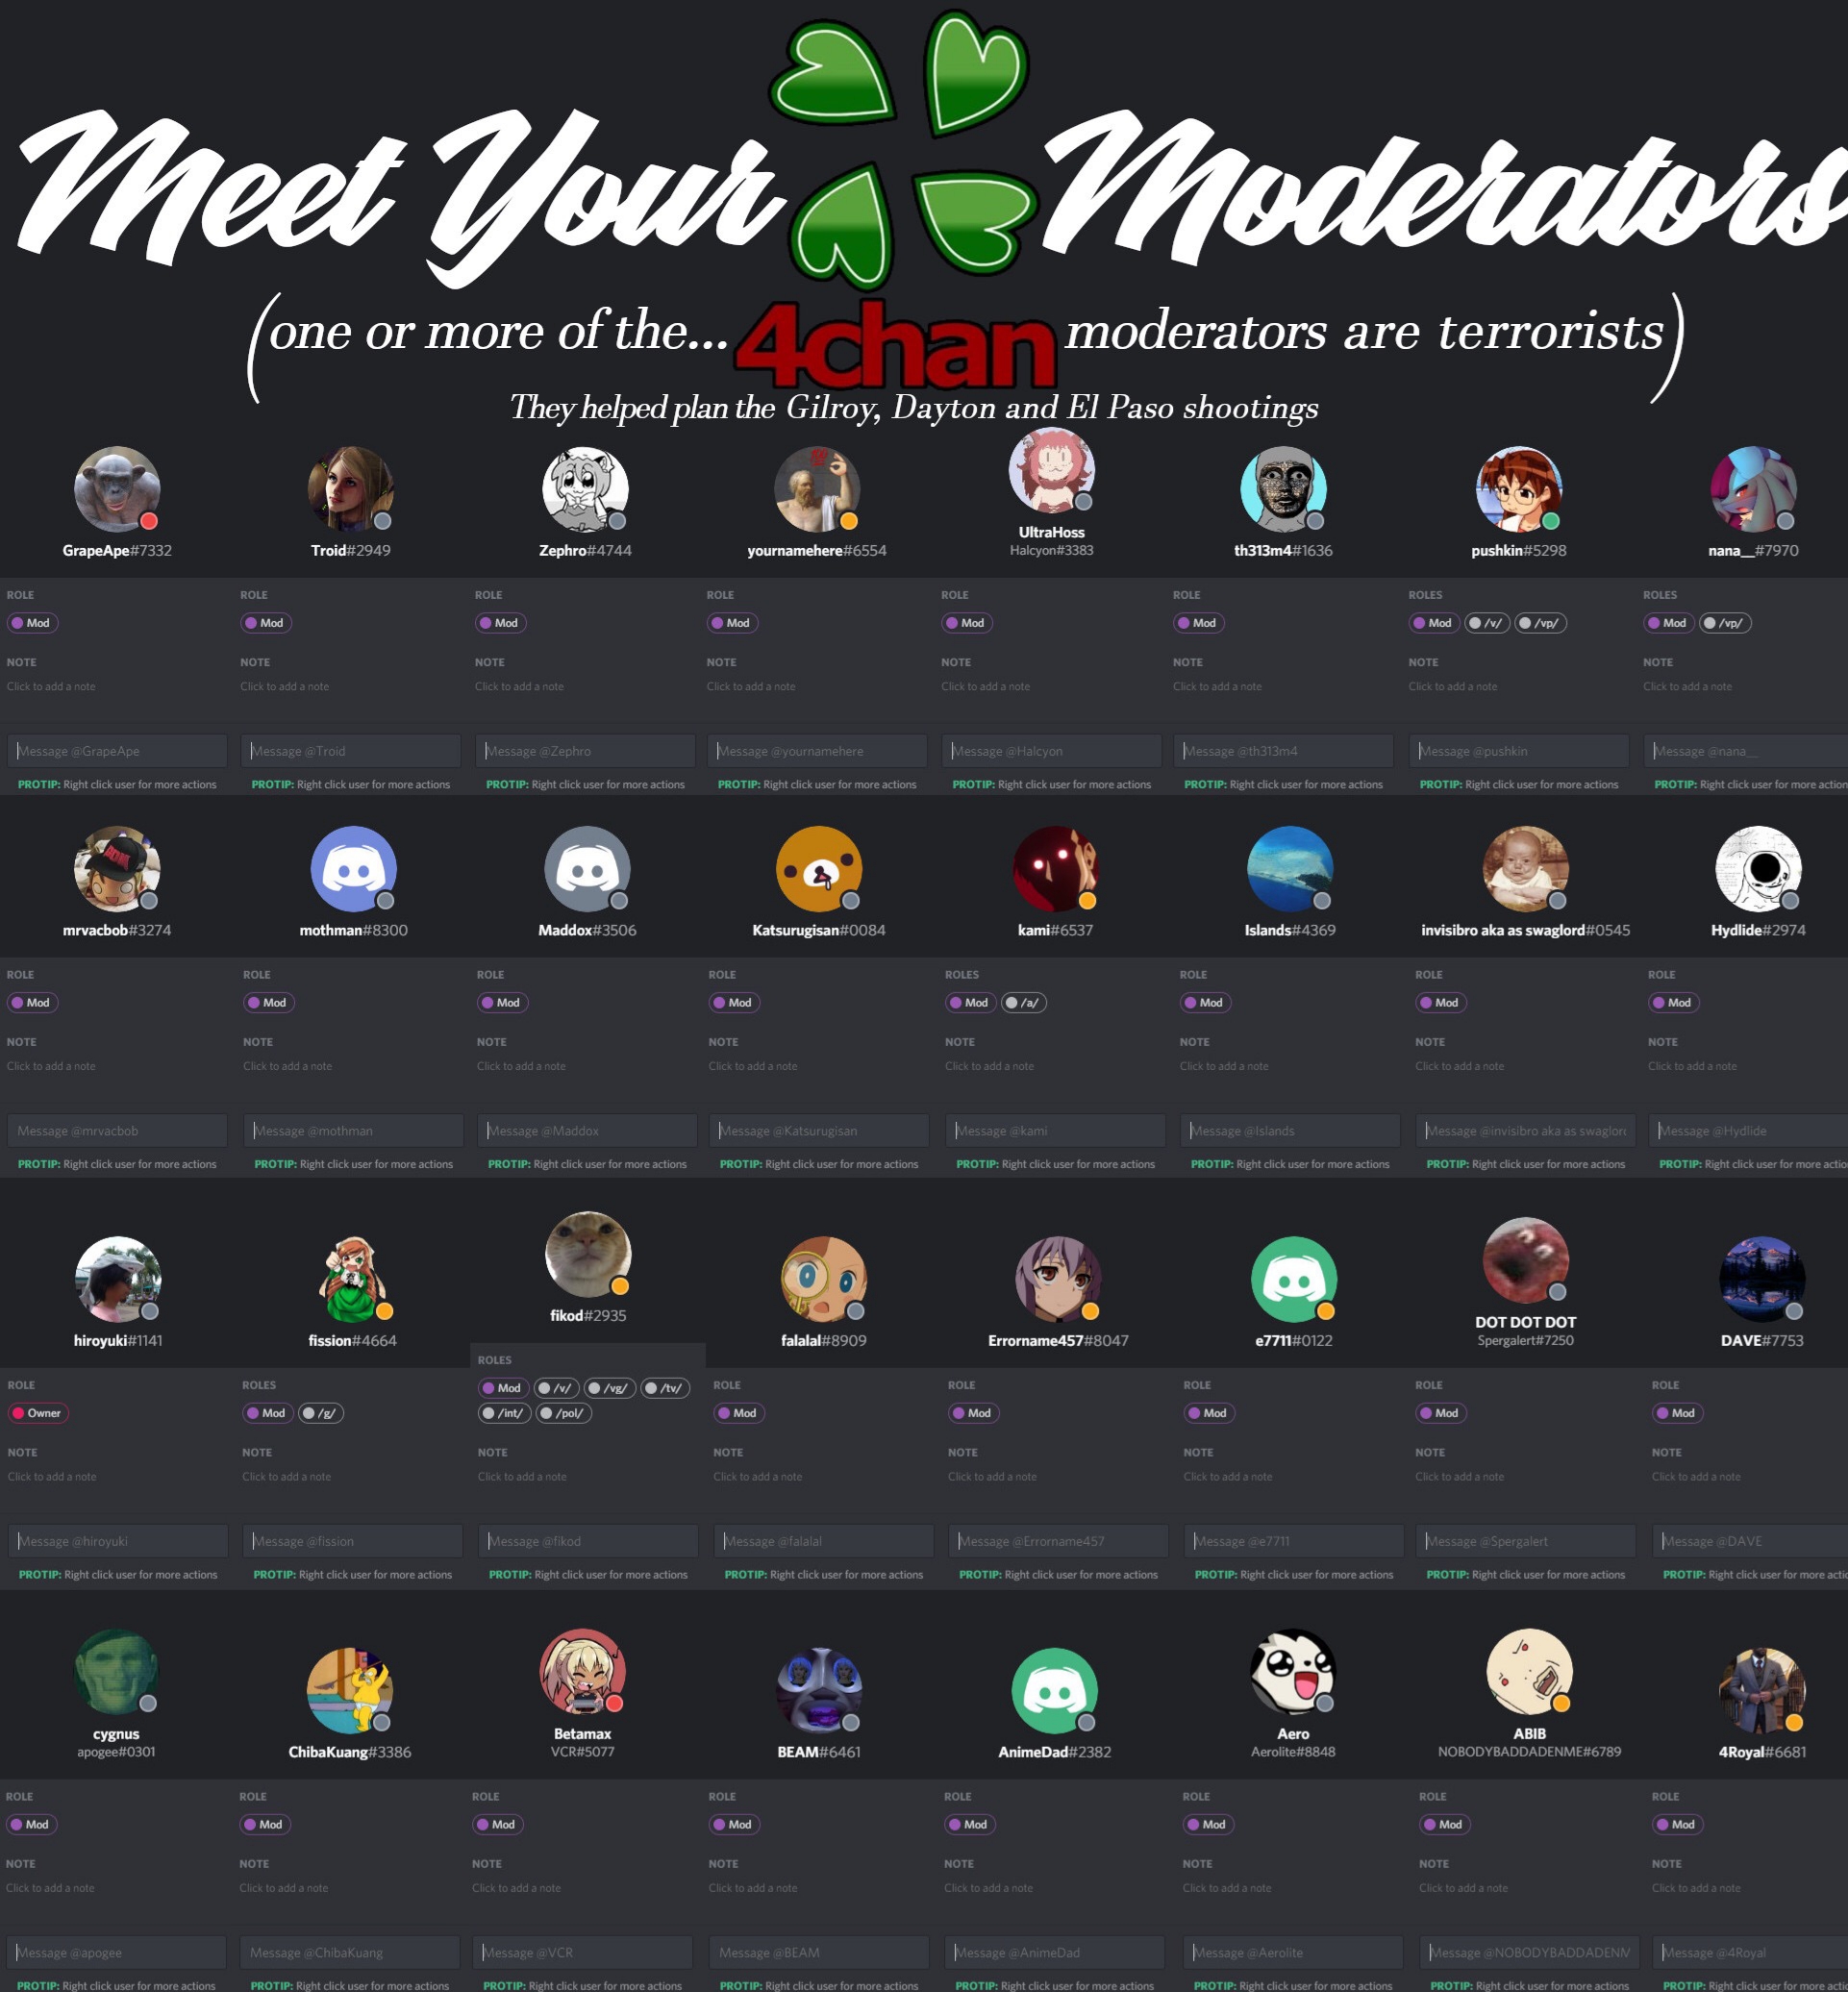 Meet Your Moderators
(one or more of the... 4chan moderators are terrorists)
They helped plan the Gilroy, Dayton and El Paso shootings
GrapeApe#7332 Troid#2949 Zephro#4744 yournamehere#6554 UltraHoss th313m4#1636 pushkin#5298 nana__#7970
Halcyon#3383
ROLE ROLE ROLE ROLE ROLE ROLE ROLES ROLES
Mod Mod Mod Mod Mod Mod Mod /v/ /vp/ Mod /vp/
NOTE NOTE NOTE NOTE NOTE NOTE NOTE NOTE
Click to add a note Click to add a note Click to add a note Click to add a note Click to add a note Click to add a note Click to add a note Click to add a note
Message @GrapeApe Message @Troid Message @Zephro Message @yournamehere Message @Halcyon Message @th313m4 Message @pushkin Message @nana__
PROTIP: Right click user for more actions PROTIP: Right click user for more actions PROTIP: Right click user for more actions PROTIP: Right click user for more actions PROTIP: Right click user for more actions PROTIP: Right click user for more actions PROTIP: Right click user for more actions PROTIP: Right click user for more action
mrvacbob#3274 mothman#8300 Maddox#3506 Katsurugisan#0084 kami#6537 Islands#4369 invisibro aka as swaglord#0545 Hydlide#2974
ROLE ROLE ROLE ROLE ROLES ROLE ROLE ROLE
Mod Mod Mod Mod Mod /a/ Mod Mod Mod
NOTE NOTE NOTE NOTE NOTE NOTE NOTE NOTE
Click to add a note Click to add a note Click to add a note Click to add a note Click to add a note Click to add a note Click to add a note Click to add a note
Message @mrvacbob Message @mothman Message @Maddox Message @Katsurugisan Message @kami Message @Islands Message @invisibro aka as swaglor Message @Hydlide
PROTIP: Right click user for more actions PROTIP: Right click user for more actions PROTIP: Right click user for more actions PROTIP: Right click user for more actions PROTIP: Right click user for more actions PROTIP: Right click user for more actions PROTIP: Right click user for more actions PROTIP: Right click user for more actio
hiroyuki#1141 fission#4664 fikod#2935 falalal#8909 Errorname457#8047 e7711#0122 DOT DOT DOT DAVE#7753
Spergalert#7250
ROLE ROLES ROLES ROLE ROLE ROLE ROLE ROLE
Owner Mod /g/ Mod /v/ /vg/ /tv/ Mod Mod Mod Mod Mod
/int/ /pol/
NOTE NOTE NOTE NOTE NOTE NOTE NOTE NOTE
Click to add a note Click to add a note Click to add a note Click to add a note Click to add a note Click to add a note Click to add a note Click to add a note
Message @hiroyuki Message @fission Message @fikod Message @falalal Message @Errorname457 Message @e7711 Message @Spergalert Message @DAVE
PROTIP: Right click user for more actions PROTIP: Right click user for more actions PROTIP: Right click user for more actions PROTIP: Right click user for more actions PROTIP: Right click user for more actions PROTIP: Right click user for more actions PROTIP: Right click user for more actions PROTIP: Right click user for more actic
cygnus ChibaKuang#3386 Betamax BEAM#6461 AnimeDad#2382 Aero ABIB 4Royal#6681
apogee#0301 VCR#5077 Aerolite#8848 NOBODYBADDADENME#6789
ROLE ROLE ROLE ROLE ROLE ROLE ROLE ROLE
Mod Mod Mod Mod Mod Mod Mod Mod
NOTE NOTE NOTE NOTE NOTE NOTE NOTE NOTE
Click to add a note Click to add a note Click to add a note Click to add a note Click to add a note Click to add a note Click to add a note Click to add a note
Message @apogee Message @ChibaKuang Message @VCR Message @BEAM Message @AnimeDad Message @Aerolite Message @NOBODYBADDADENM Message @4Royal
PROTIP: Right click user for more actions PROTIP: Right click user for more actions PROTIP: Right click user for more actions PROTIP: Right click user for more actions PROTIP: Right click user for more actions PROTIP: Right click user for more actions PROTIP: Right click user for more actions PROTIP: Right click user for more actic